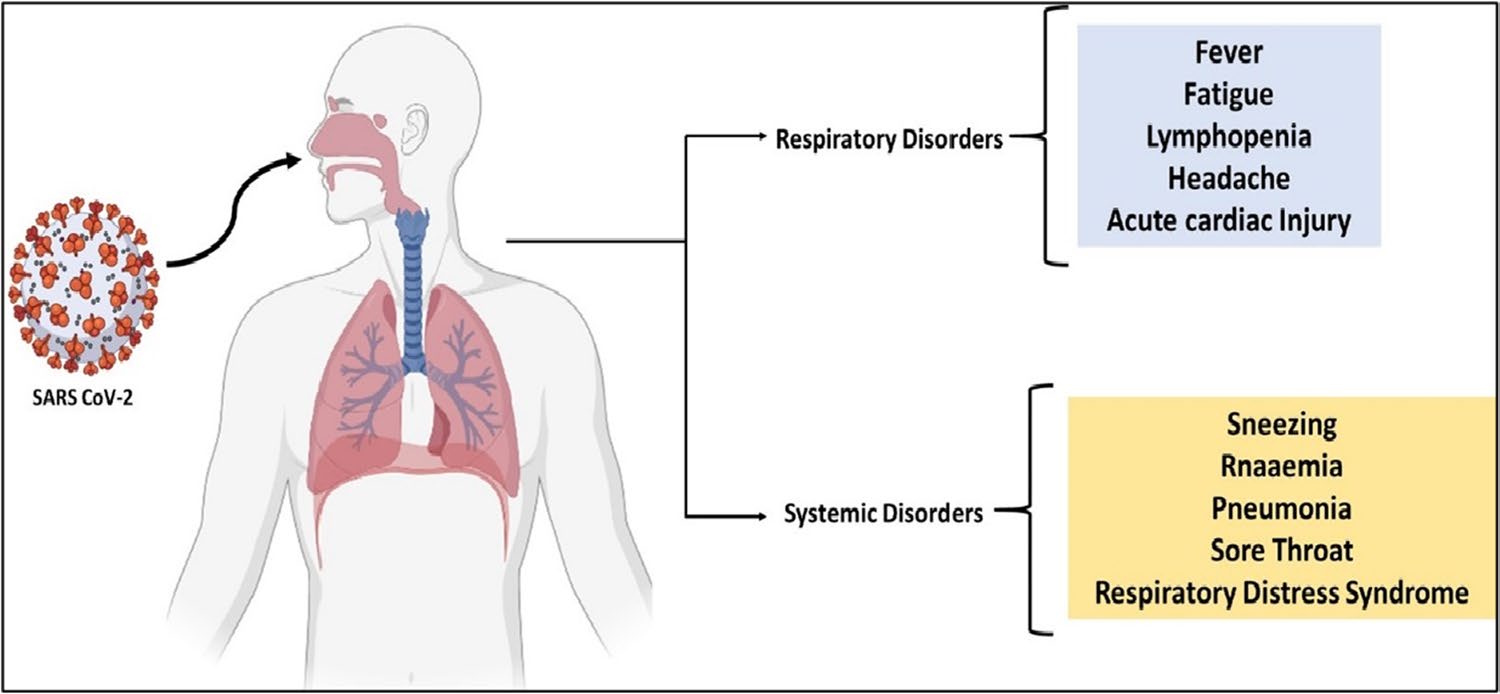 SARS CoV-2
Respiratory Disorders
Fever
Fatigue
Lymphopenia
Headache
Acute cardiac Injury
Systemic Disorders
Sneezing
Rnaaemia
Pneumonia
Sore Throat
Respiratory Distress Syndrome